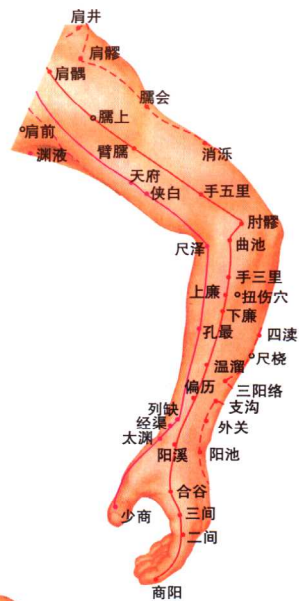 肩井
肩髎
肩髃
臑会
臑上
肩前
臂臑
消泺
渊液
天府
侠白
手五里
肘髎
尺泽
曲池
手三里
上廉
扭伤穴
下廉
孔最
四渎
尺桡
温溜
三阳络
偏历
支沟
列缺
经渠
外关
太渊
阳溪
阳池
合谷
少商
三间
二间
商阳